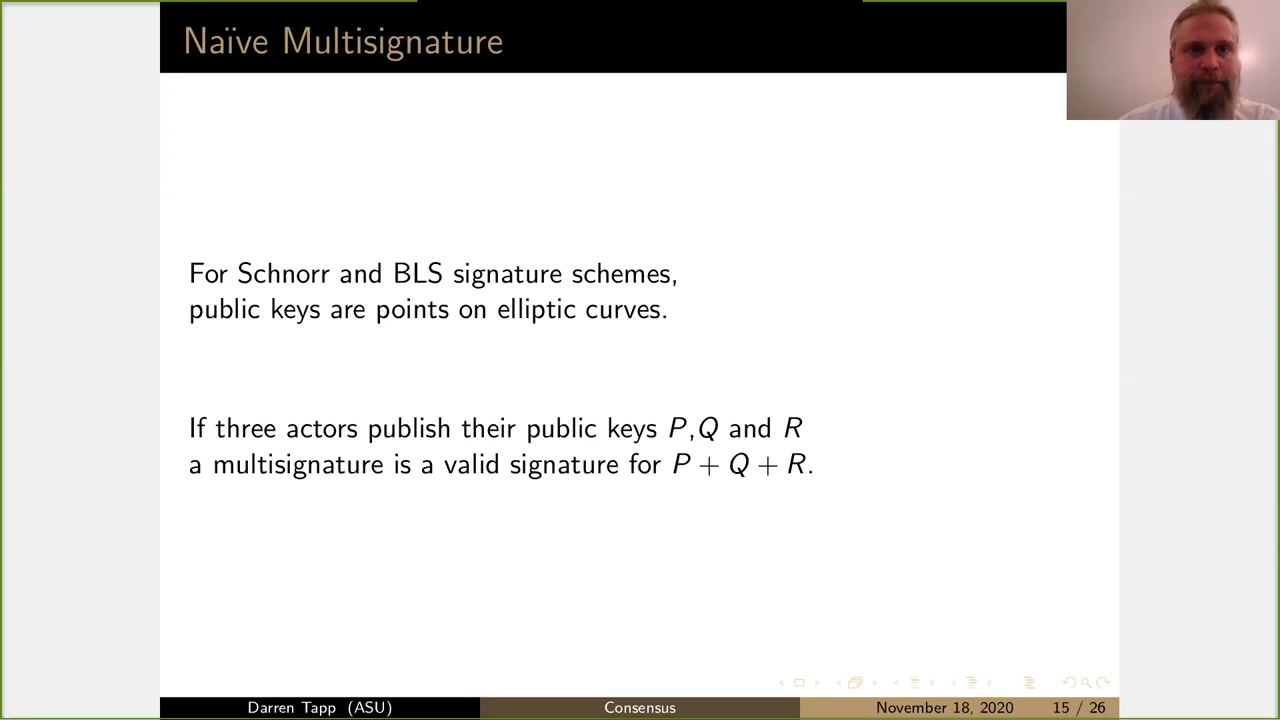 Naïve Multisignature
For Schnorr and BLS signature schemes,
public keys are points on elliptic curves.
If three actors publish their public keys P,Q and R
a multisignature is a valid signature for P + Q + R.
Darren Tapp (ASU) Consensus November 18, 2020 15 / 26